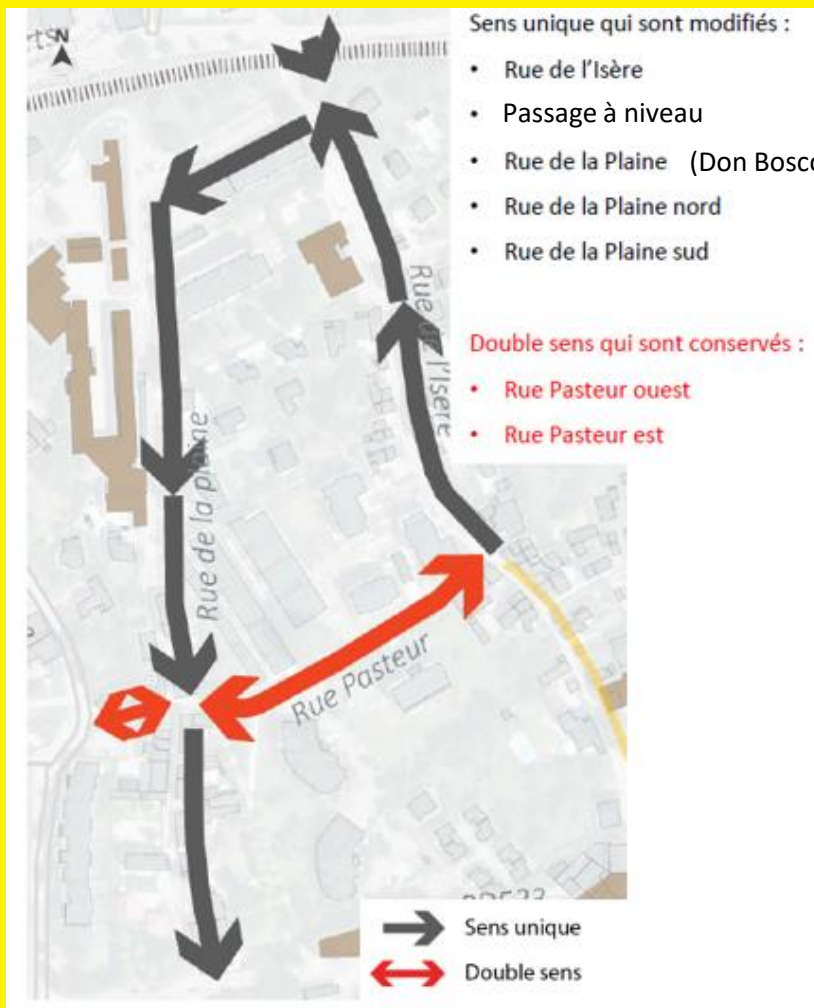 Sens unique qui sont modifiés :
• Rue de l'Isère
• Passage à niveau
• Rue de la Plaine (Don Bosco
• Rue de la Plaine nord
• Rue de la Plaine sud
Double sens qui sont conservés :
• Rue Pasteur ouest
• Rue Pasteur est
N
Rue de l'Isère
Rue de la plaine
Rue Pasteur
Sens unique
Double sens